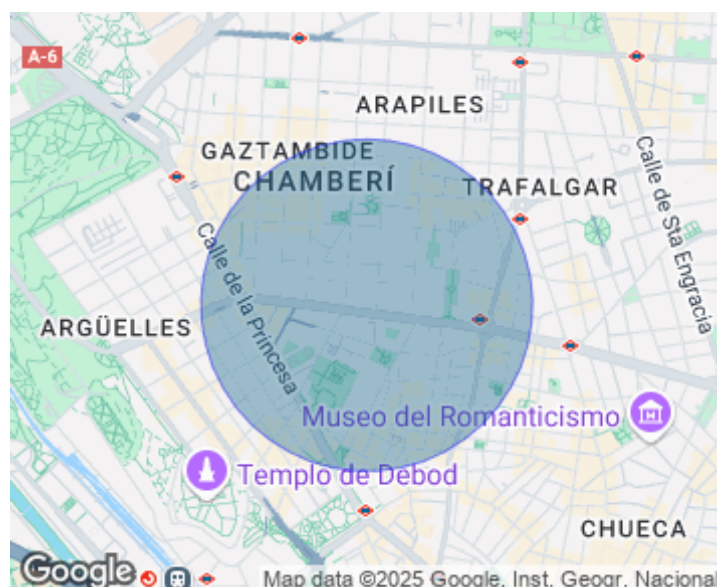 A-6
ARAPILES
GAZTAMBIDE
CHAMBERÍ
TRAFALGAR
Calle de Sta Engracia
Calle de la Princesa
ARGÜELLES
Museo del Romanticismo
Templo de Debod
CHUECA
Google
Map data ©2025 Google, Inst. Geogr. Nacional